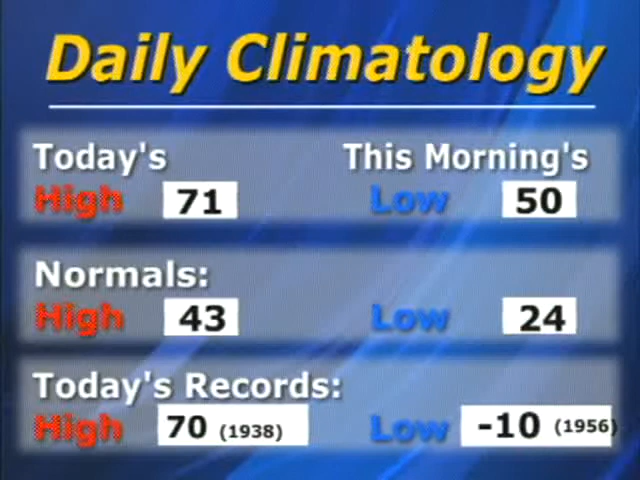 Daily Climatology
Today's This Morning's
High 71 Low 50
Normals:
High 43 Low 24
Today's Records:
High 70 (1938) Low -10 (1956)